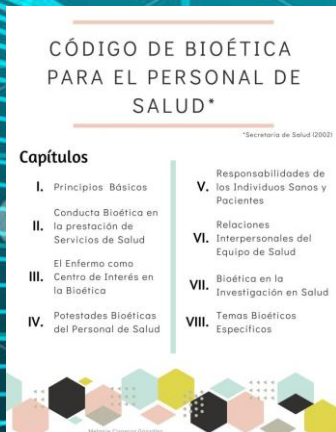 CÓDIGO DE BIOÉTICA
PARA EL PERSONAL DE
SALUD*
*Secretaría de Salud (2002)
Capítulos
I. Principios Básicos
II. Conducta Bioética en
la prestación de
Servicios de Salud
III. El Enfermo como
Centro de Interés en
la Bioética
IV. Potestades Bioéticas
del Personal de Salud
V. Responsabilidades de
los Individuos Sanos y
Pacientes
VI. Relaciones
Interpersonales del
Equipo de Salud
VII. Bioética en la
Investigación en Salud
VIII. Temas Bioéticos
Específicos